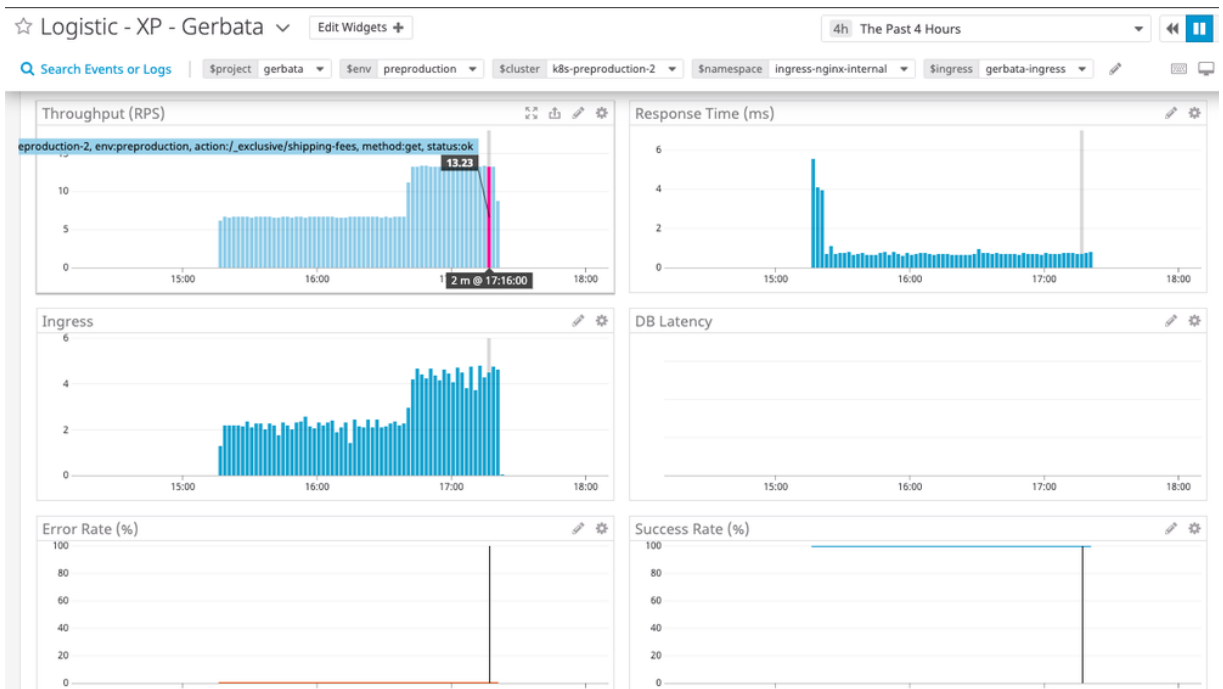 Logistic - XP - Gerbata
Edit Widgets +
4h The Past 4 Hours
Search Events or Logs
$project gerbata
$env preproduction
$cluster k8s-preproduction-2
$namespace ingress-nginx-internal
$ingress gerbata-ingress
Throughput (RPS)
eproduction-2, env:preproduction, action:/_exclusive/shipping-fees, method:get, status:ok
13.23
10
5
0
15:00 16:00
2 m @ 17:16:00
18:00
Response Time (ms)
6
4
2
0
15:00 16:00 17:00 18:00
Ingress
6
4
2
0
15:00 16:00 17:00 18:00
DB Latency
15:00 16:00 17:00 18:00
Error Rate (%)
100
80
60
40
20
0
Success Rate (%)
100
80
60
40
20
0